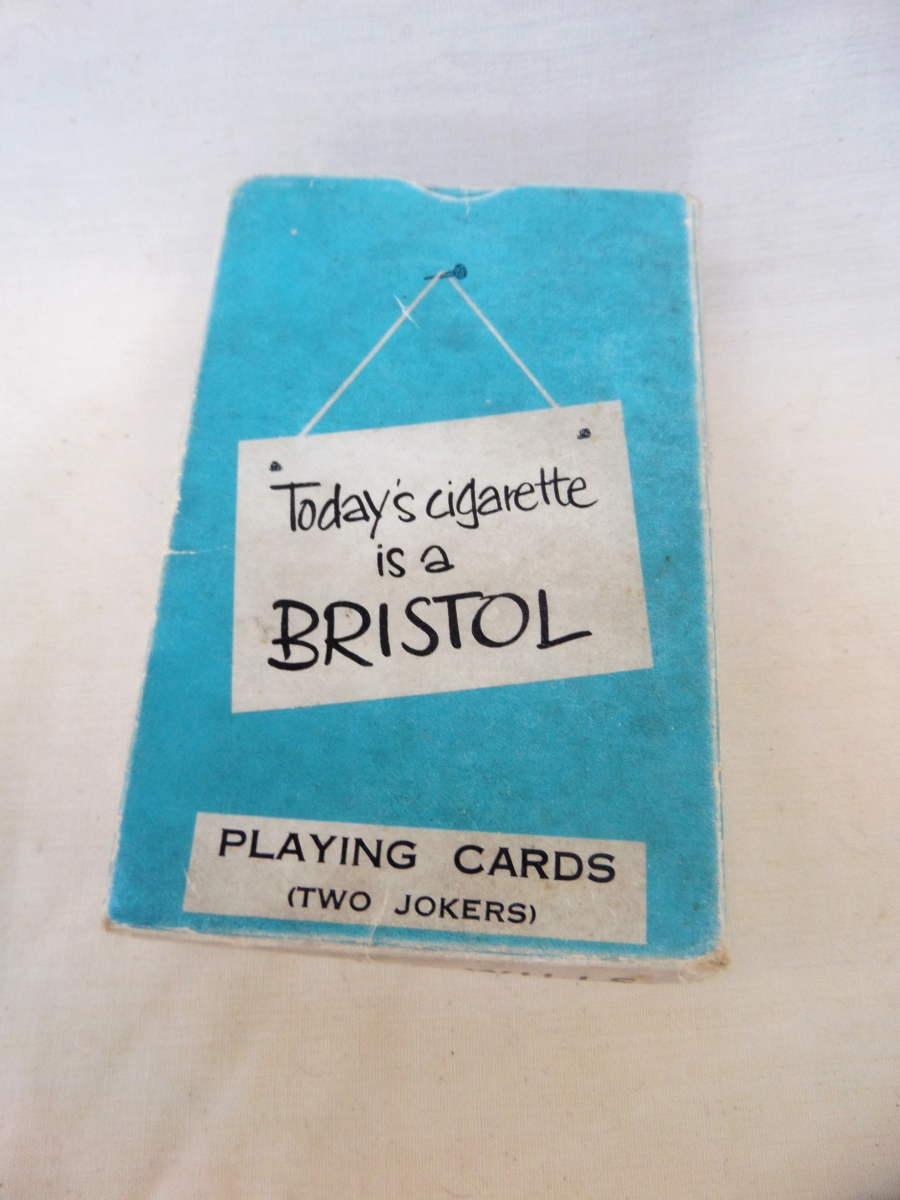 Today's cigarette
is a
BRISTOL
PLAYING CARDS
(TWO JOKERS)